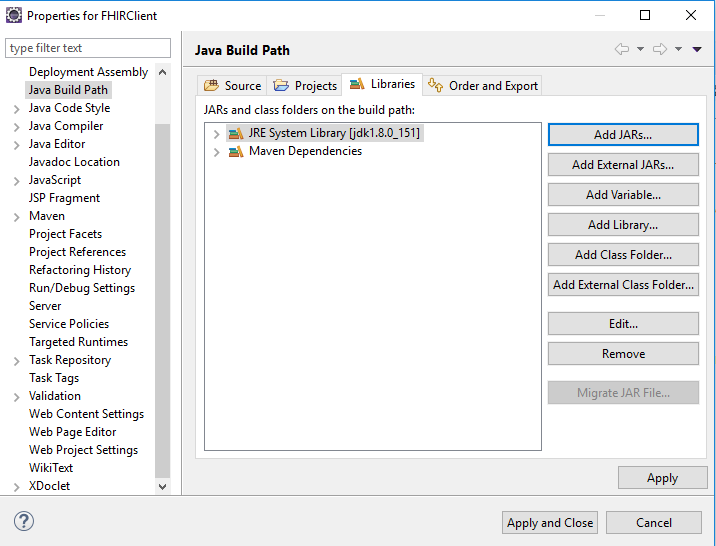 Properties for FHIRClient
type filter text
Deployment Assembly
Java Build Path
Java Code Style
Java Compiler
Java Editor
Javadoc Location
JavaScript
JSP Fragment
Maven
Project Facets
Project References
Refactoring History
Run/Debug Settings
Server
Service Policies
Targeted Runtimes
Task Repository
Task Tags
Validation
Web Content Settings
Web Page Editor
Web Project Settings
WikiText
XDoclet
Java Build Path
Source Projects Libraries Order and Export
JARs and class folders on the build path:
JRE System Library [jdk1.8.0_151]
Maven Dependencies
Add JARs...
Add External JARs...
Add Variable...
Add Library...
Add Class Folder...
Add External Class Folder...
Edit...
Remove
Migrate JAR File...
Apply
?
Apply and Close Cancel